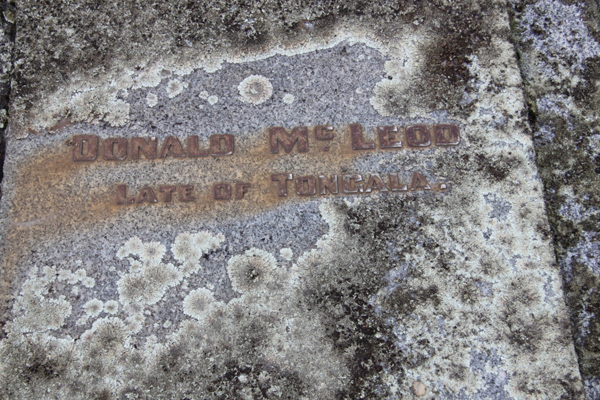 DONALD McLEOD
LATE OF TONGALA.